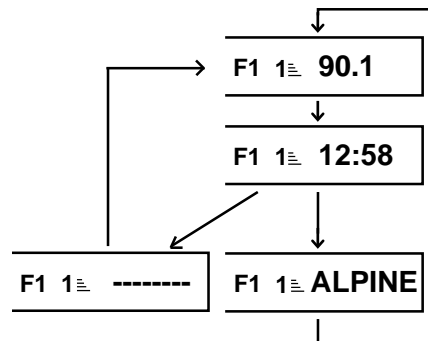 F1 1 90.1
F1 1 12:58
F1 1 --------
F1 1 ALPINE